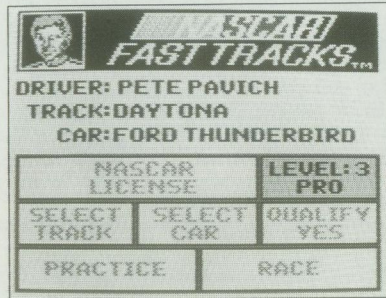 NASCAR
FAST TRACKS™
DRIVER: PETE PAVICH
TRACK: DAYTONA
CAR: FORD THUNDERBIRD
NASCAR
LICENSE
LEVEL: 3
PRO
SELECT
TRACK
SELECT
CAR
QUALIFY
YES
PRACTICE
RACE